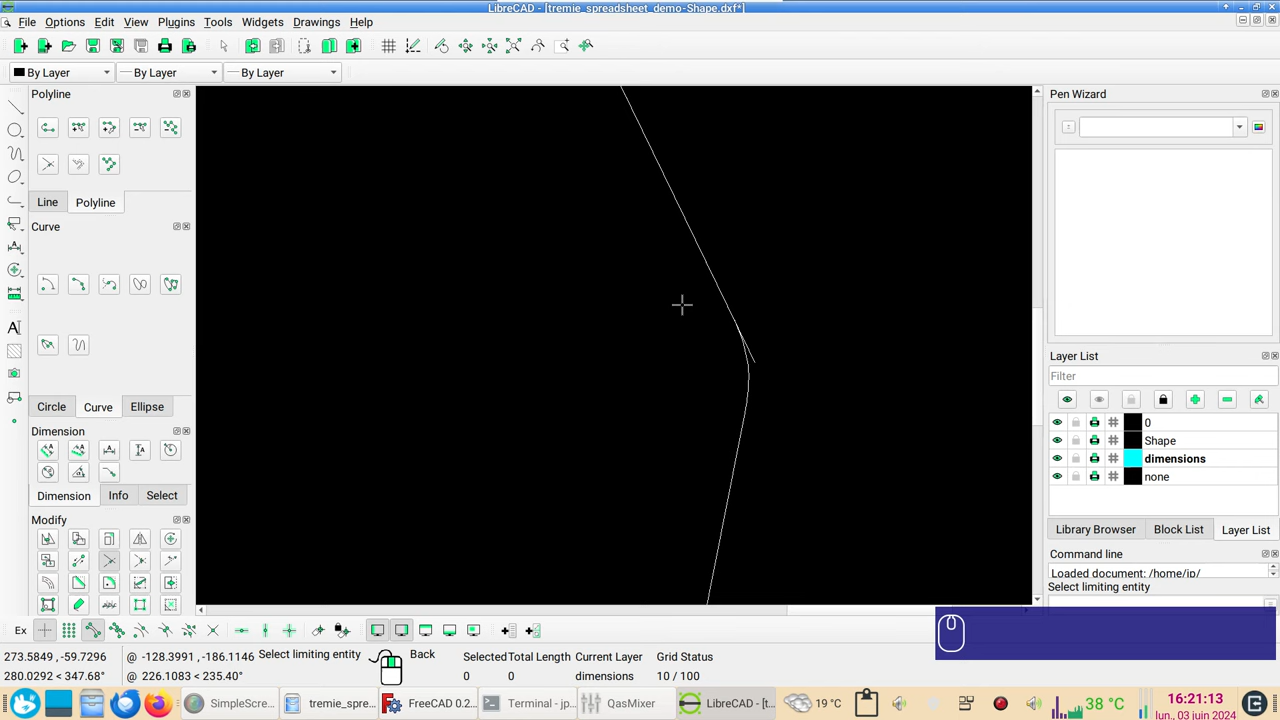 LibreCAD - [tremie_spreadsheet_demo-Shape.dxf*]
File Options Edit View Plugins Tools Widgets Drawings Help
By Layer By Layer By Layer
Polyline
Line Polyline
Curve
Circle Curve Ellipse
Dimension
Dimension Info Select
Modify
Pen Wizard
Layer List
Filter
0
Shape
dimensions
none
Library Browser Block List Layer List
Command line
Loaded document: /home/jp/
Select limiting entity
Ex
273.5849 , -59.7296 @ -128.3991 , -186.1146 Select limiting entity Back Selected Total Length Current Layer Grid Status
280.0292 < 347.68° @ 226.1083 < 235.40° 0 0 dimensions 10 / 100
SimpleScre... tremie_spre... FreeCAD 0.2... Terminal - jp... QasMixer LibreCAD - [t... 19 °C 38 °C 16:21:13
lun., 03 juin 2024